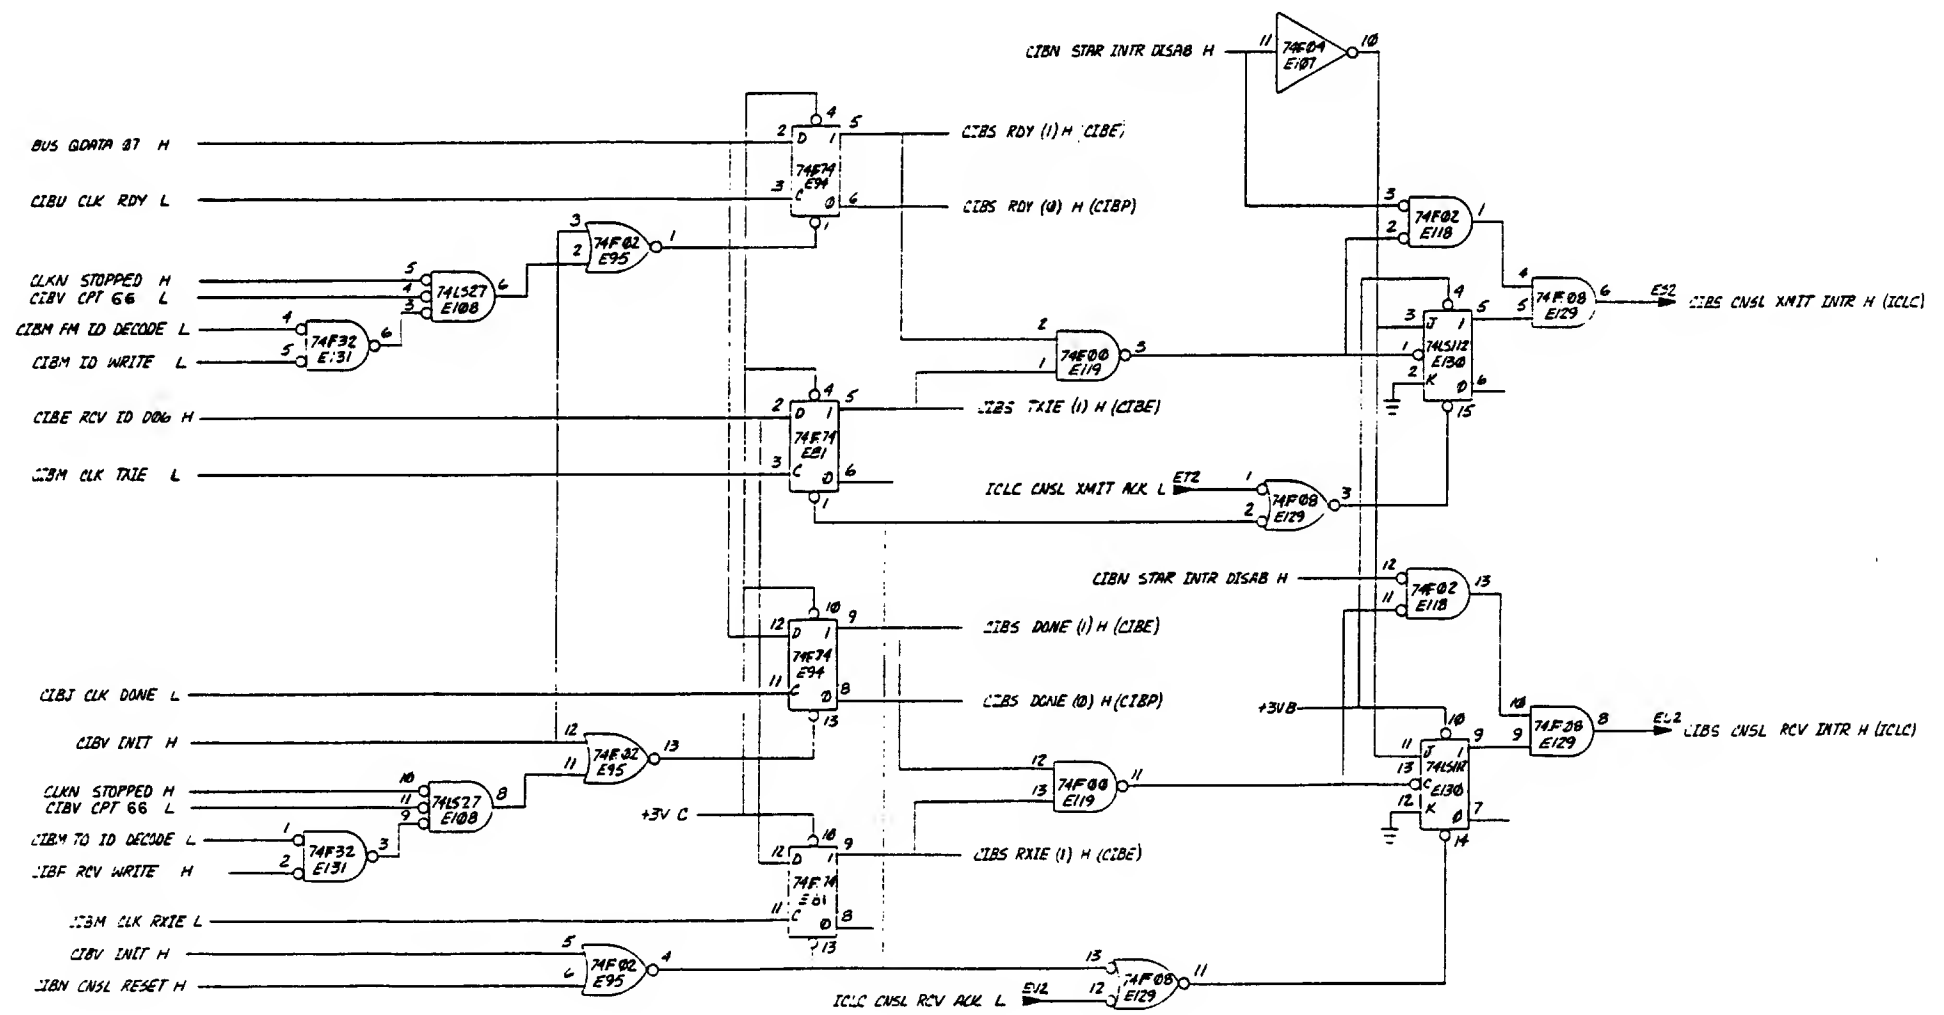 CIBN STAR INTR DISAB H
11
74F04
E107
10
BUS QDATA 07 H
CIBU CLK RDY L
2
3
4
D 1
74F74
E94
C 0
5
6
1
CIBS RDY (1) H (CIBE)
CIBS RDY (0) H (CIBP)
3
2
74F02
E95
1
CLKN STOPPED H
CIBV CPT 66 L
5
4
3
74LS27
E108
6
CIBM FM ID DECODE L
CIBM ID WRITE L
4
5
74F32
E131
6
3
2
74F02
E118
1
4
5
74F08
E129
6
ES2
CIBS CNSL XMIT INTR H (ICLC)
2
1
74F00
E119
3
4
3
J 1
5
1
74LS112
E130
2
K 0
6
15
CIBE RCV ID D06 H
CIBM CLK TXIE L
2
3
4
D 1
74F74
E81
C 0
5
6
1
CIBS TXIE (1) H (CIBE)
ICLC CNSL XMIT ACK L
ET2
1
2
74F08
E129
3
CIBN STAR INTR DISAB H
12
11
74F02
E118
13
CIBJ CLK DONE L
12
11
10
D 1
74F74
E94
C 0
9
8
13
CIBS DONE (1) H (CIBE)
CIBS DONE (0) H (CIBP)
CIBV INIT H
12
11
74F02
E95
13
CLKN STOPPED H
CIBV CPT 66 L
10
11
9
74LS27
E108
8
CIBM TO ID DECODE L
CIBF RCV WRITE H
1
2
74F32
E131
3
+3V C
+3VB
12
13
74F00
E119
11
10
11
J 1
9
13
C
E130
12
K 0
7
14
10
9
74F08
E129
8
CIBS CNSL RCV INTR H (ICLC)
CIBM CLK RXIE L
12
11
10
D 1
74F74
C 0
9
8
13
CIBS RXIE (1) H (CIBE)
CIBV INIT H
CIBN CNSL RESET H
5
6
74F02
E95
4
ICLC CNSL RCV ACK L
EV2
13
12
74F08
E129
11